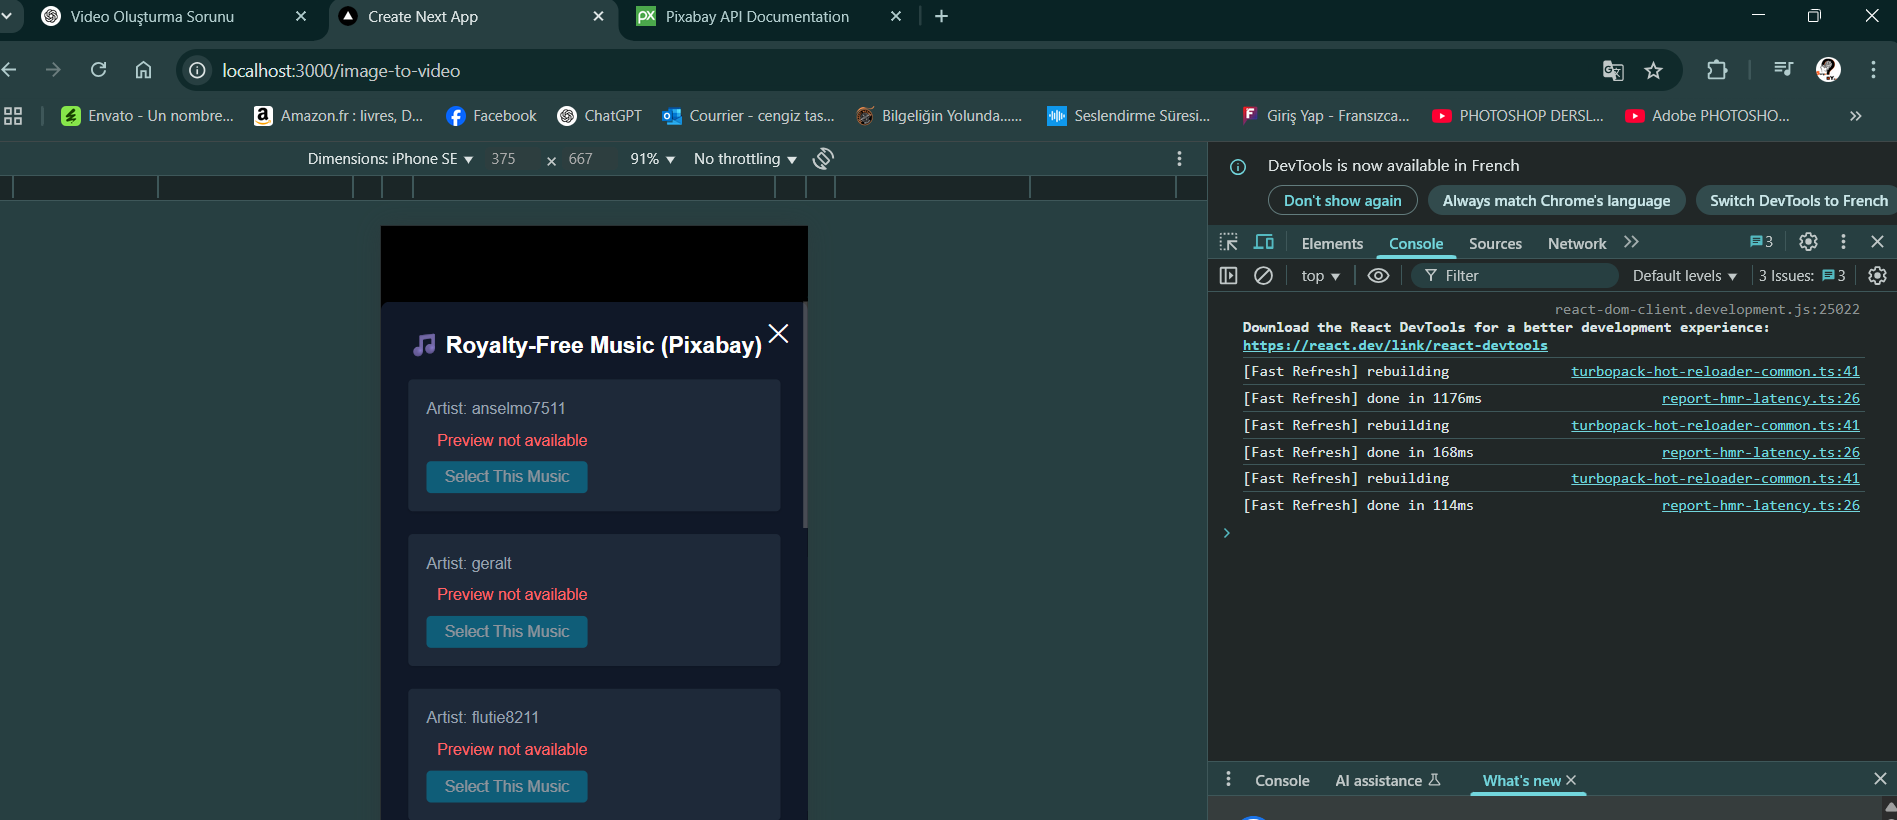 Video Oluşturma Sorunu
Create Next App
Pixabay API Documentation
localhost:3000/image-to-video
Envato - Un nombre...
Amazon.fr : livres, D...
Facebook
ChatGPT
Courrier - cengiz tas...
Bilgeliğin Yolunda......
Seslendirme Süresi...
Giriş Yap - Fransızca...
PHOTOSHOP DERSL...
Adobe PHOTOSHO...
Dimensions: iPhone SE
375
×
667
91%
No throttling
DevTools is now available in French
Don't show again
Always match Chrome's language
Switch DevTools to French
Elements
Console
Sources
Network
3
top
Filter
Default levels
3 Issues:
3
react-dom-client.development.js:25022
Download the React DevTools for a better development experience:
https://react.dev/link/react-devtools
[Fast Refresh] rebuilding turbopack-hot-reloader-common.ts:41
[Fast Refresh] done in 1176ms report-hmr-latency.ts:26
[Fast Refresh] rebuilding turbopack-hot-reloader-common.ts:41
[Fast Refresh] done in 168ms report-hmr-latency.ts:26
[Fast Refresh] rebuilding turbopack-hot-reloader-common.ts:41
[Fast Refresh] done in 114ms report-hmr-latency.ts:26
🎵 Royalty-Free Music (Pixabay)
Artist: anselmo7511
Preview not available
Select This Music
Artist: geralt
Preview not available
Select This Music
Artist: flutie8211
Preview not available
Select This Music
Console
AI assistance
What's new